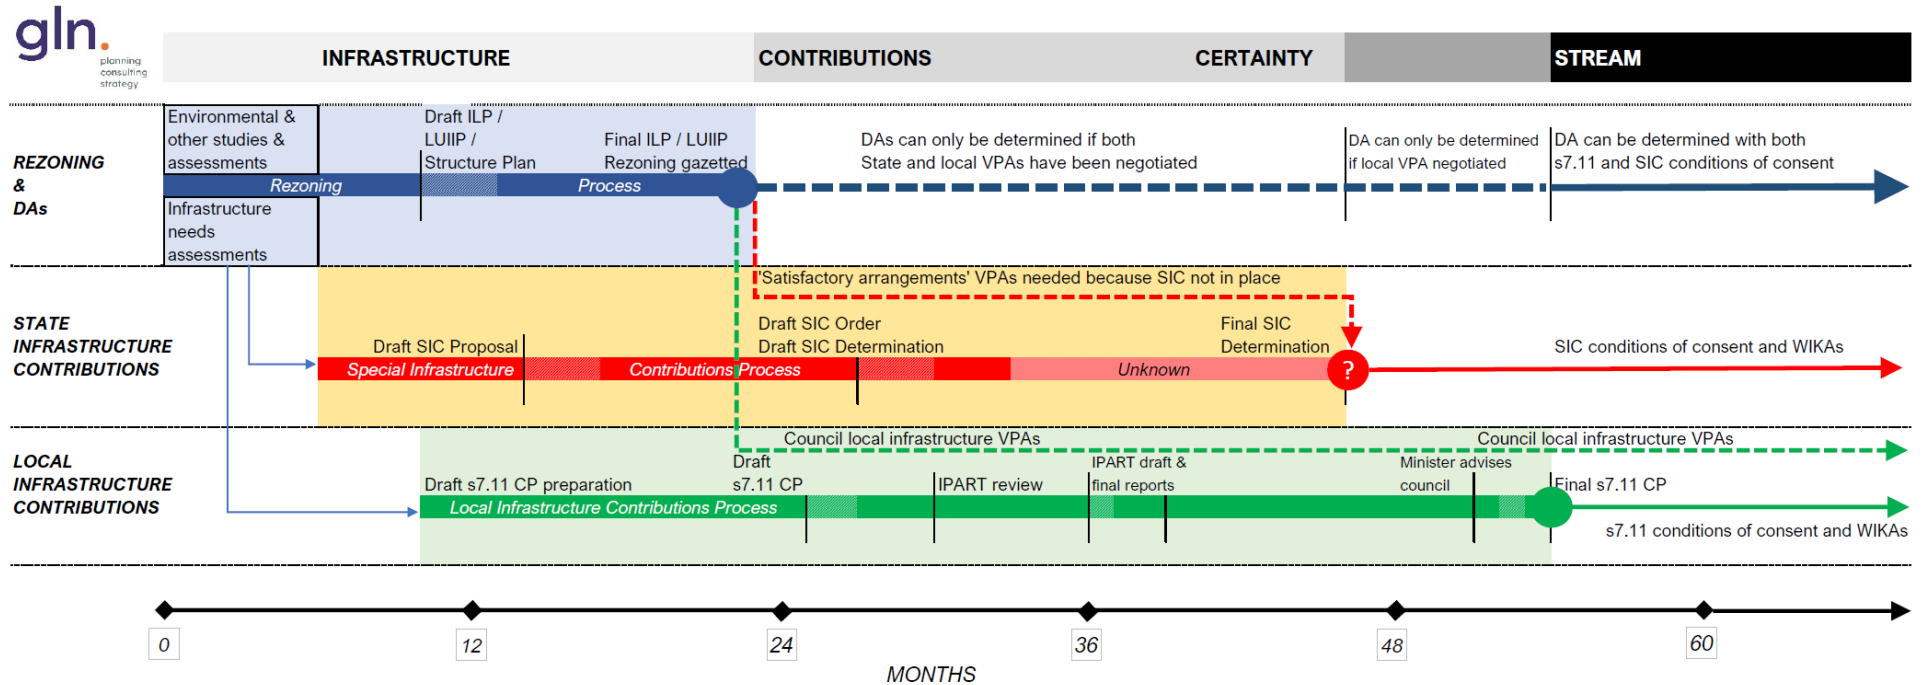 gln.
planning
consulting
strategy
INFRASTRUCTURE
CONTRIBUTIONS
CERTAINTY
STREAM
REZONING
&
DAs
Environmental &
other studies &
assessments
Draft ILP /
LUIIP /
Structure Plan
Final ILP / LUIIP
Rezoning gazetted
DAs can only be determined if both
State and local VPAs have been negotiated
DA can only be determined
if local VPA negotiated
DA can be determined with both
s7.11 and SIC conditions of consent
Rezoning
Process
Infrastructure
needs
assessments
STATE
INFRASTRUCTURE
CONTRIBUTIONS
'Satisfactory arrangements' VPAs needed because SIC not in place
Draft SIC Proposal
Draft SIC Order
Draft SIC Determination
Final SIC
Determination
SIC conditions of consent and WIKAs
Special Infrastructure
Contributions Process
Unknown
?
LOCAL
INFRASTRUCTURE
CONTRIBUTIONS
Council local infrastructure VPAs
Council local infrastructure VPAs
Draft s7.11 CP preparation
Draft
s7.11 CP
IPART review
IPART draft &
final reports
Minister advises
council
Final s7.11 CP
Local Infrastructure Contributions Process
s7.11 conditions of consent and WIKAs
0
12
24
36
48
60
MONTHS